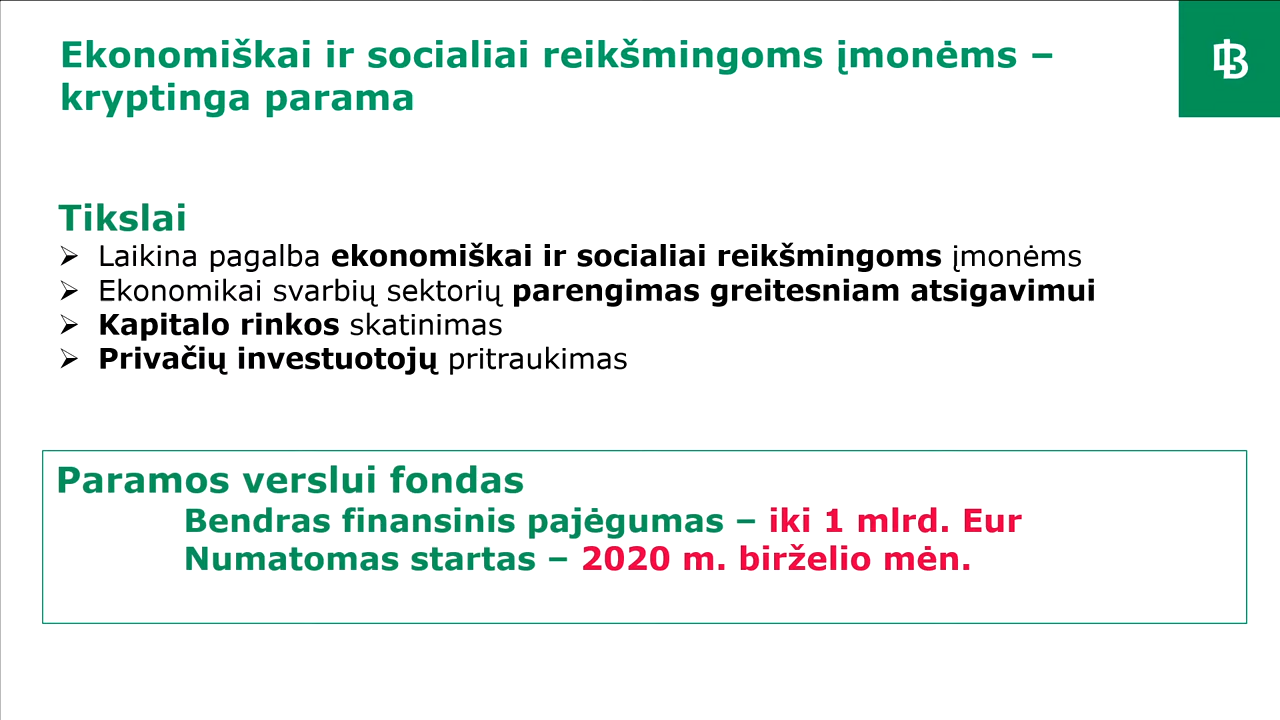 Ekonomiškai ir socialiai reikšmingoms įmonėms –
kryptinga parama
Tikslai
Laikina pagalba ekonomiškai ir socialiai reikšmingoms įmonėms
Ekonomikai svarbių sektorių parengimas greitesniam atsigavimui
Kapitalo rinkos skatinimas
Privačių investuotojų pritraukimas
Paramos verslui fondas
Bendras finansinis pajėgumas – iki 1 mlrd. Eur
Numatomas startas – 2020 m. birželio mėn.